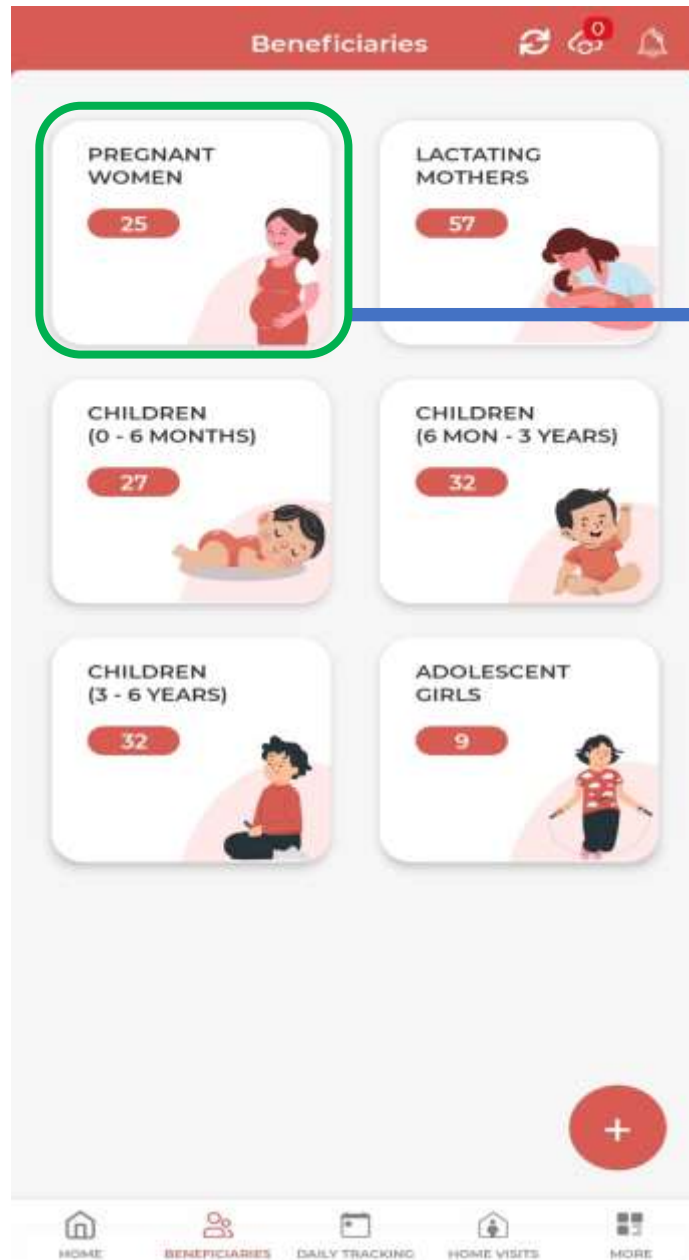 Beneficiaries
0
PREGNANT
WOMEN
25
LACTATING
MOTHERS
57
CHILDREN
(0 - 6 MONTHS)
27
CHILDREN
(6 MON - 3 YEARS)
32
CHILDREN
(3 - 6 YEARS)
32
ADOLESCENT
GIRLS
9
+
HOME
BENEFICIARIES
DAILY TRACKING
HOME VISITS
MORE